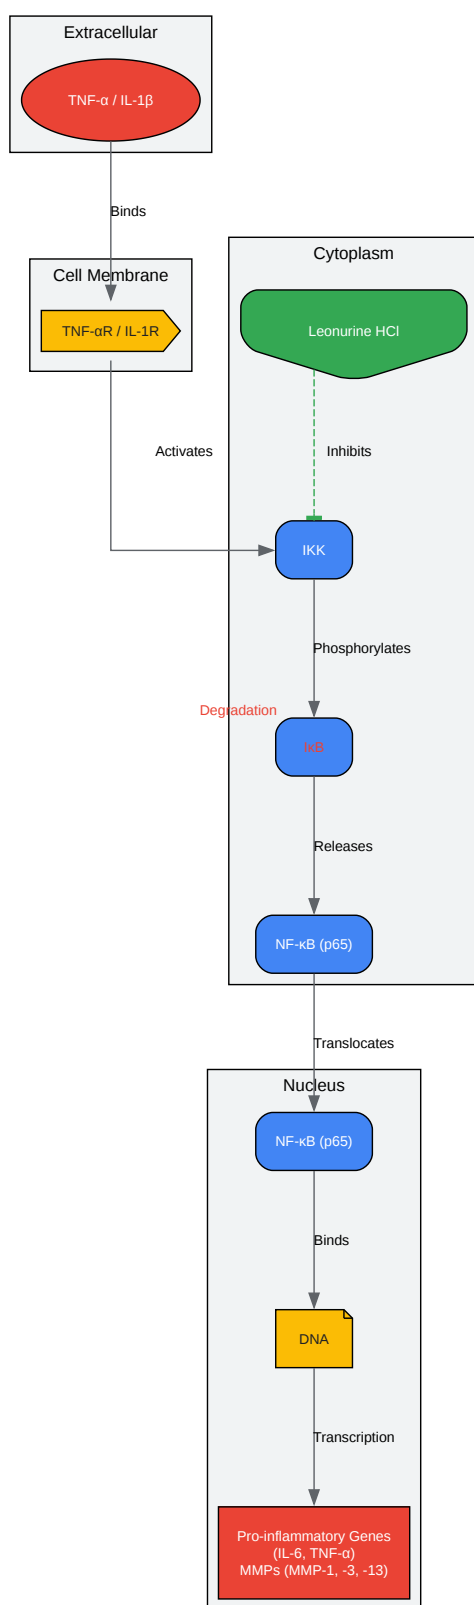 Extracellular
TNF-α / IL-1β
Binds
Cell Membrane
TNF-αR / IL-1R
Cytoplasm
Leonurine HCl
Activates
Inhibits
IKK
Phosphorylates
Degradation
IκB
Releases
NF-κB (p65)
Translocates
Nucleus
NF-κB (p65)
Binds
DNA
Transcription
Pro-inflammatory Genes
(IL-6, TNF-α)
MMPs (MMP-1, -3, -13)